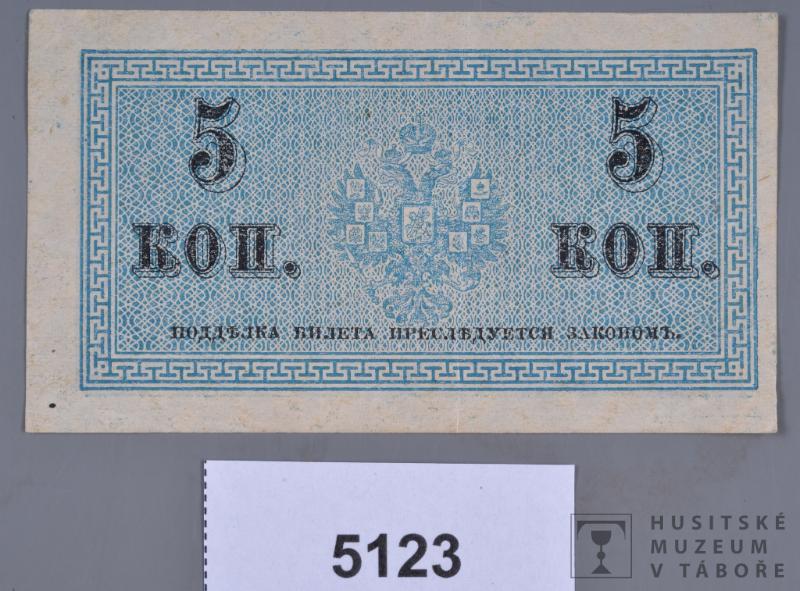 5 5
КОП. КОП.
ПОДДѢЛКА БИЛЕТА ПРЕСЛѢДУЕТСЯ ЗАКОНОМЪ.
5123
HUSITSKÉ
MUZEUM
V TÁBOŘE